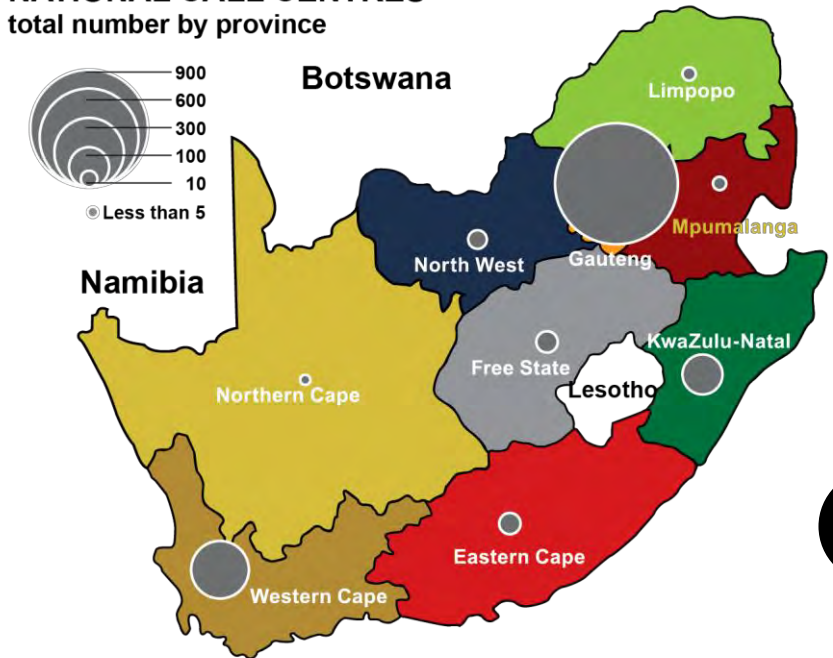 total number by province
900
600
300
100
10
Less than 5
Botswana
Namibia
Limpopo
Mpumalanga
North West
Gauteng
KwaZulu-Natal
Free State
Lesotho
Northern Cape
Eastern Cape
Western Cape